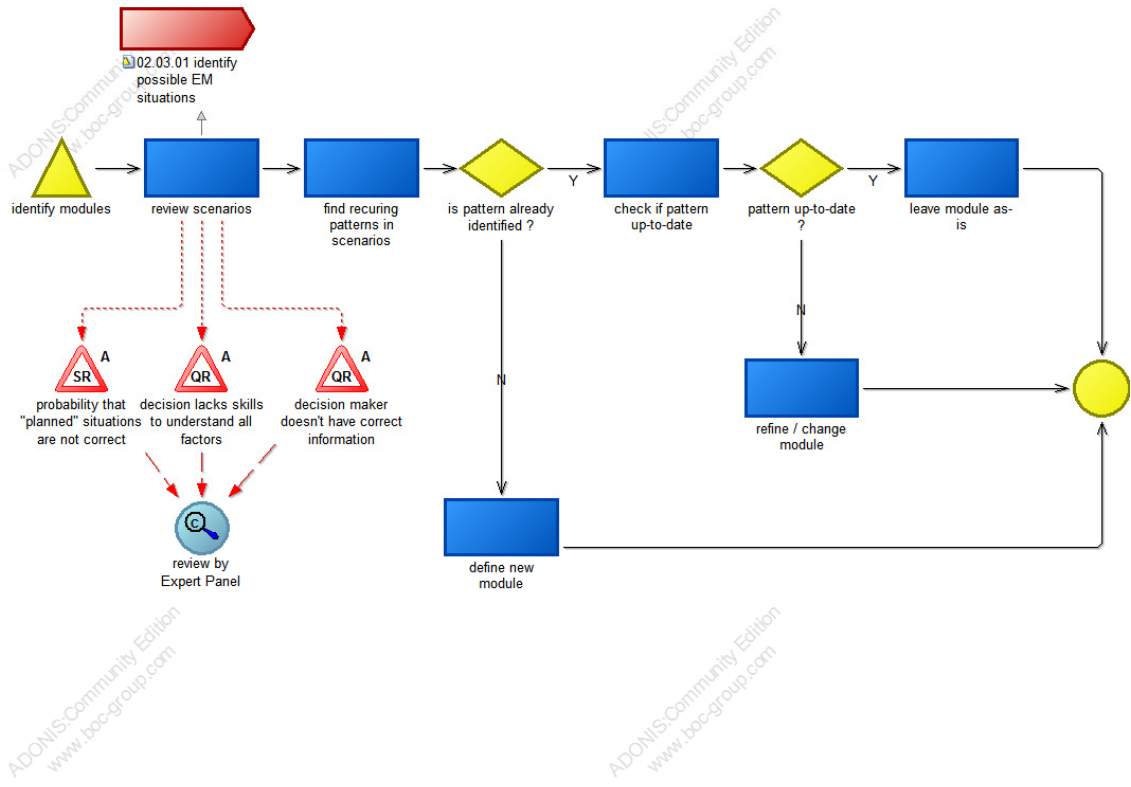 02.03.01 identify
possible EM
situations
identify modules
review scenarios
find recuring
patterns in
scenarios
is pattern already
identified ?
Y
check if pattern
up-to-date
pattern up-to-date
?
Y
leave module as-
is
N
N
A
SR
probability that
"planned" situations
are not correct
A
QR
decision lacks skills
to understand all
factors
A
QR
decision maker
doesn't have correct
information
refine / change
module
C
review by
Expert Panel
define new
module
ADONIS:Community Edition
www.boc-group.com
ADONIS:Community Edition
www.boc-group.com
ADONIS:Community Edition
www.boc-group.com
ADONIS:Community Edition
www.boc-group.com